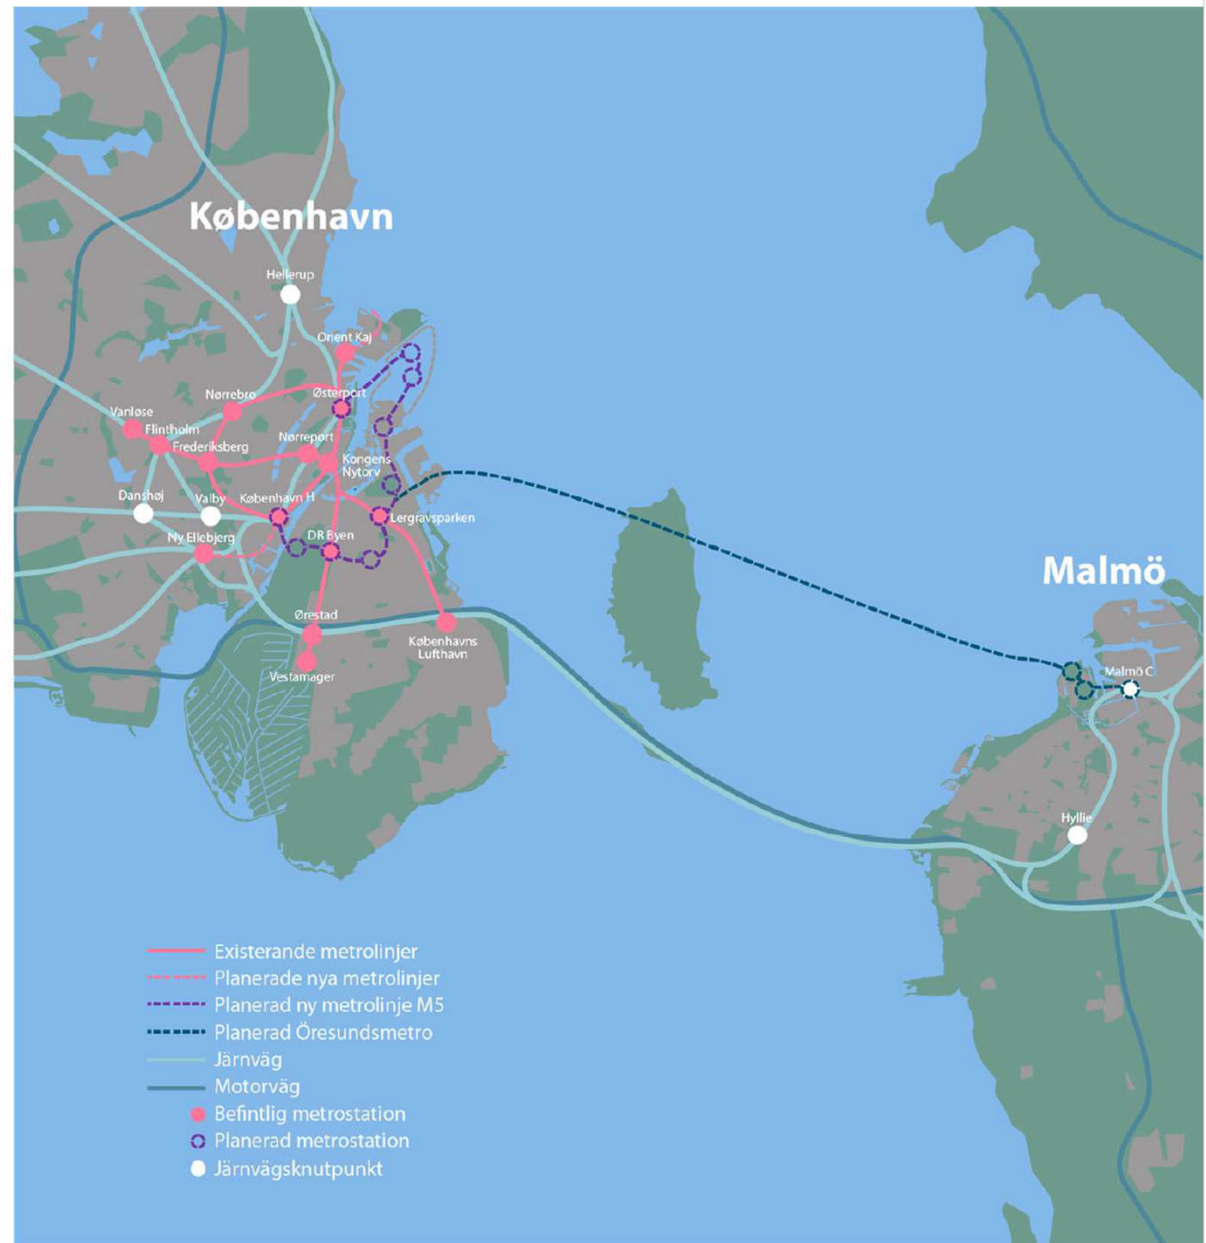 København
Hellerup
Orient Kaj
Nørrebro
Østerport
Vanløse
Flintholm
Frederiksberg
Nørreport
Kongens
Nytorv
Danshøj
Valby
København H
Lergravsparken
Ny Ellebjerg
DR Byen
Malmö
Ørestad
Københavns
Lufthavn
Vestamager
Malmö C
Hyllie
Existerande metrolinjer
Planerade nya metrolinjer
Planerad ny metrolinje M5
Planerad Öresundsmetro
Järnväg
Motorväg
Befintlig metrostation
Planerad metrostation
Järnvägsknutpunkt